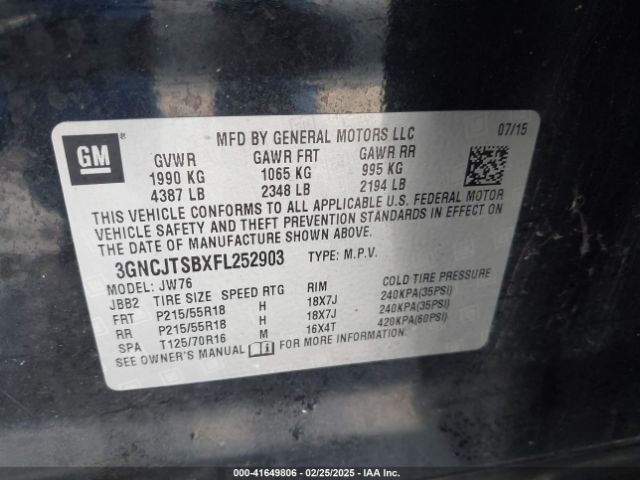 GM
®
MFD BY GENERAL MOTORS LLC 07/15
GVWR GAWR FRT GAWR RR
1990 KG 1065 KG 995 KG
4387 LB 2348 LB 2194 LB
THIS VEHICLE CONFORMS TO ALL APPLICABLE U.S. FEDERAL MOTOR
VEHICLE SAFETY AND THEFT PREVENTION STANDARDS IN EFFECT ON
THE DATE OF MANUFACTURE SHOWN ABOVE.
3GNCJTSBXFL252903 TYPE: M.P.V.
MODEL: JW76
JBB2 TIRE SIZE SPEED RTG RIM COLD TIRE PRESSURE
FRT P215/55R18 H 18X7J 240KPA(35PSI)
RR P215/55R18 H 18X7J 240KPA(35PSI)
SPA T125/70R16 M 16X4T 420KPA(60PSI)
SEE OWNER'S MANUAL FOR MORE INFORMATION.
000-41649806 - 02/25/2025 - IAA Inc.